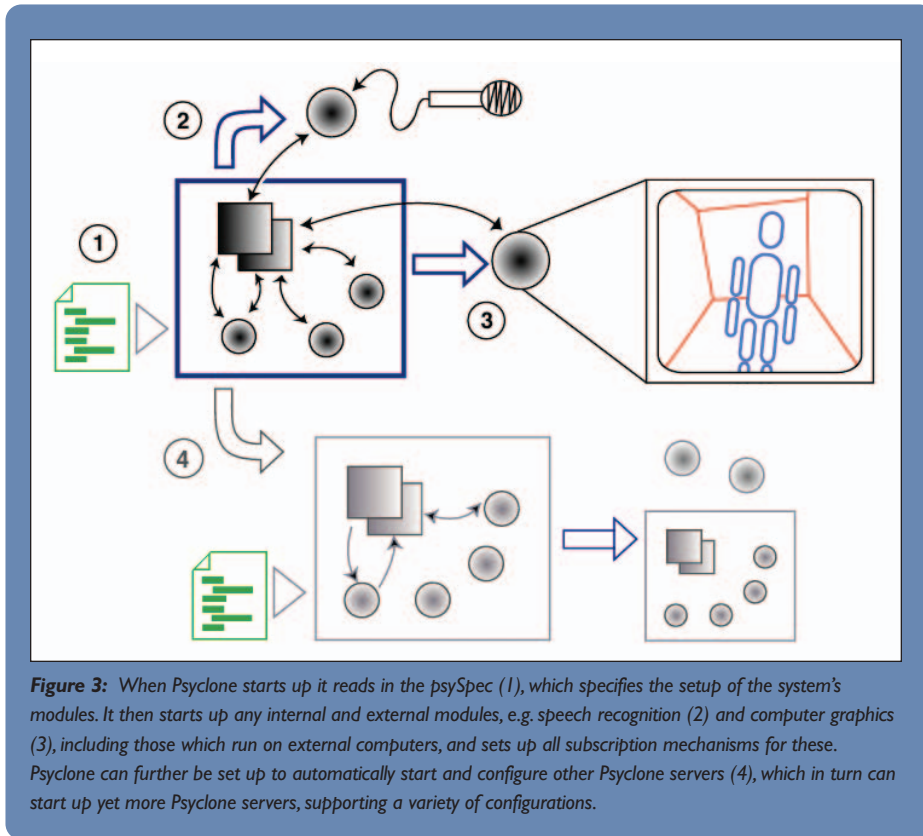 2
1
3
4
Figure 3: When Psyclone starts up it reads in the psySpec (1), which specifies the setup of the system's
modules. It then starts up any internal and external modules, e.g. speech recognition (2) and computer graphics
(3), including those which run on external computers, and sets up all subscription mechanisms for these.
Psyclone can further be set up to automatically start and configure other Psyclone servers (4), which in turn can
start up yet more Psyclone servers, supporting a variety of configurations.